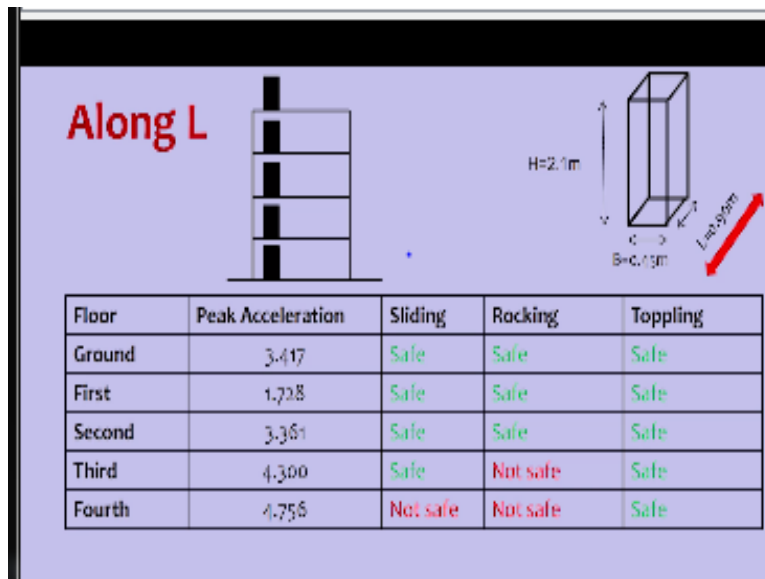 Along L
H=2.1m
B=0.45m
Floor Peak Acceleration Sliding Rocking Toppling
Ground 3.417 Safe Safe Safe
First 1.728 Safe Safe Safe
Second 3.361 Safe Safe Safe
Third 4.300 Safe Not safe Safe
Fourth 4.756 Not safe Not safe Safe